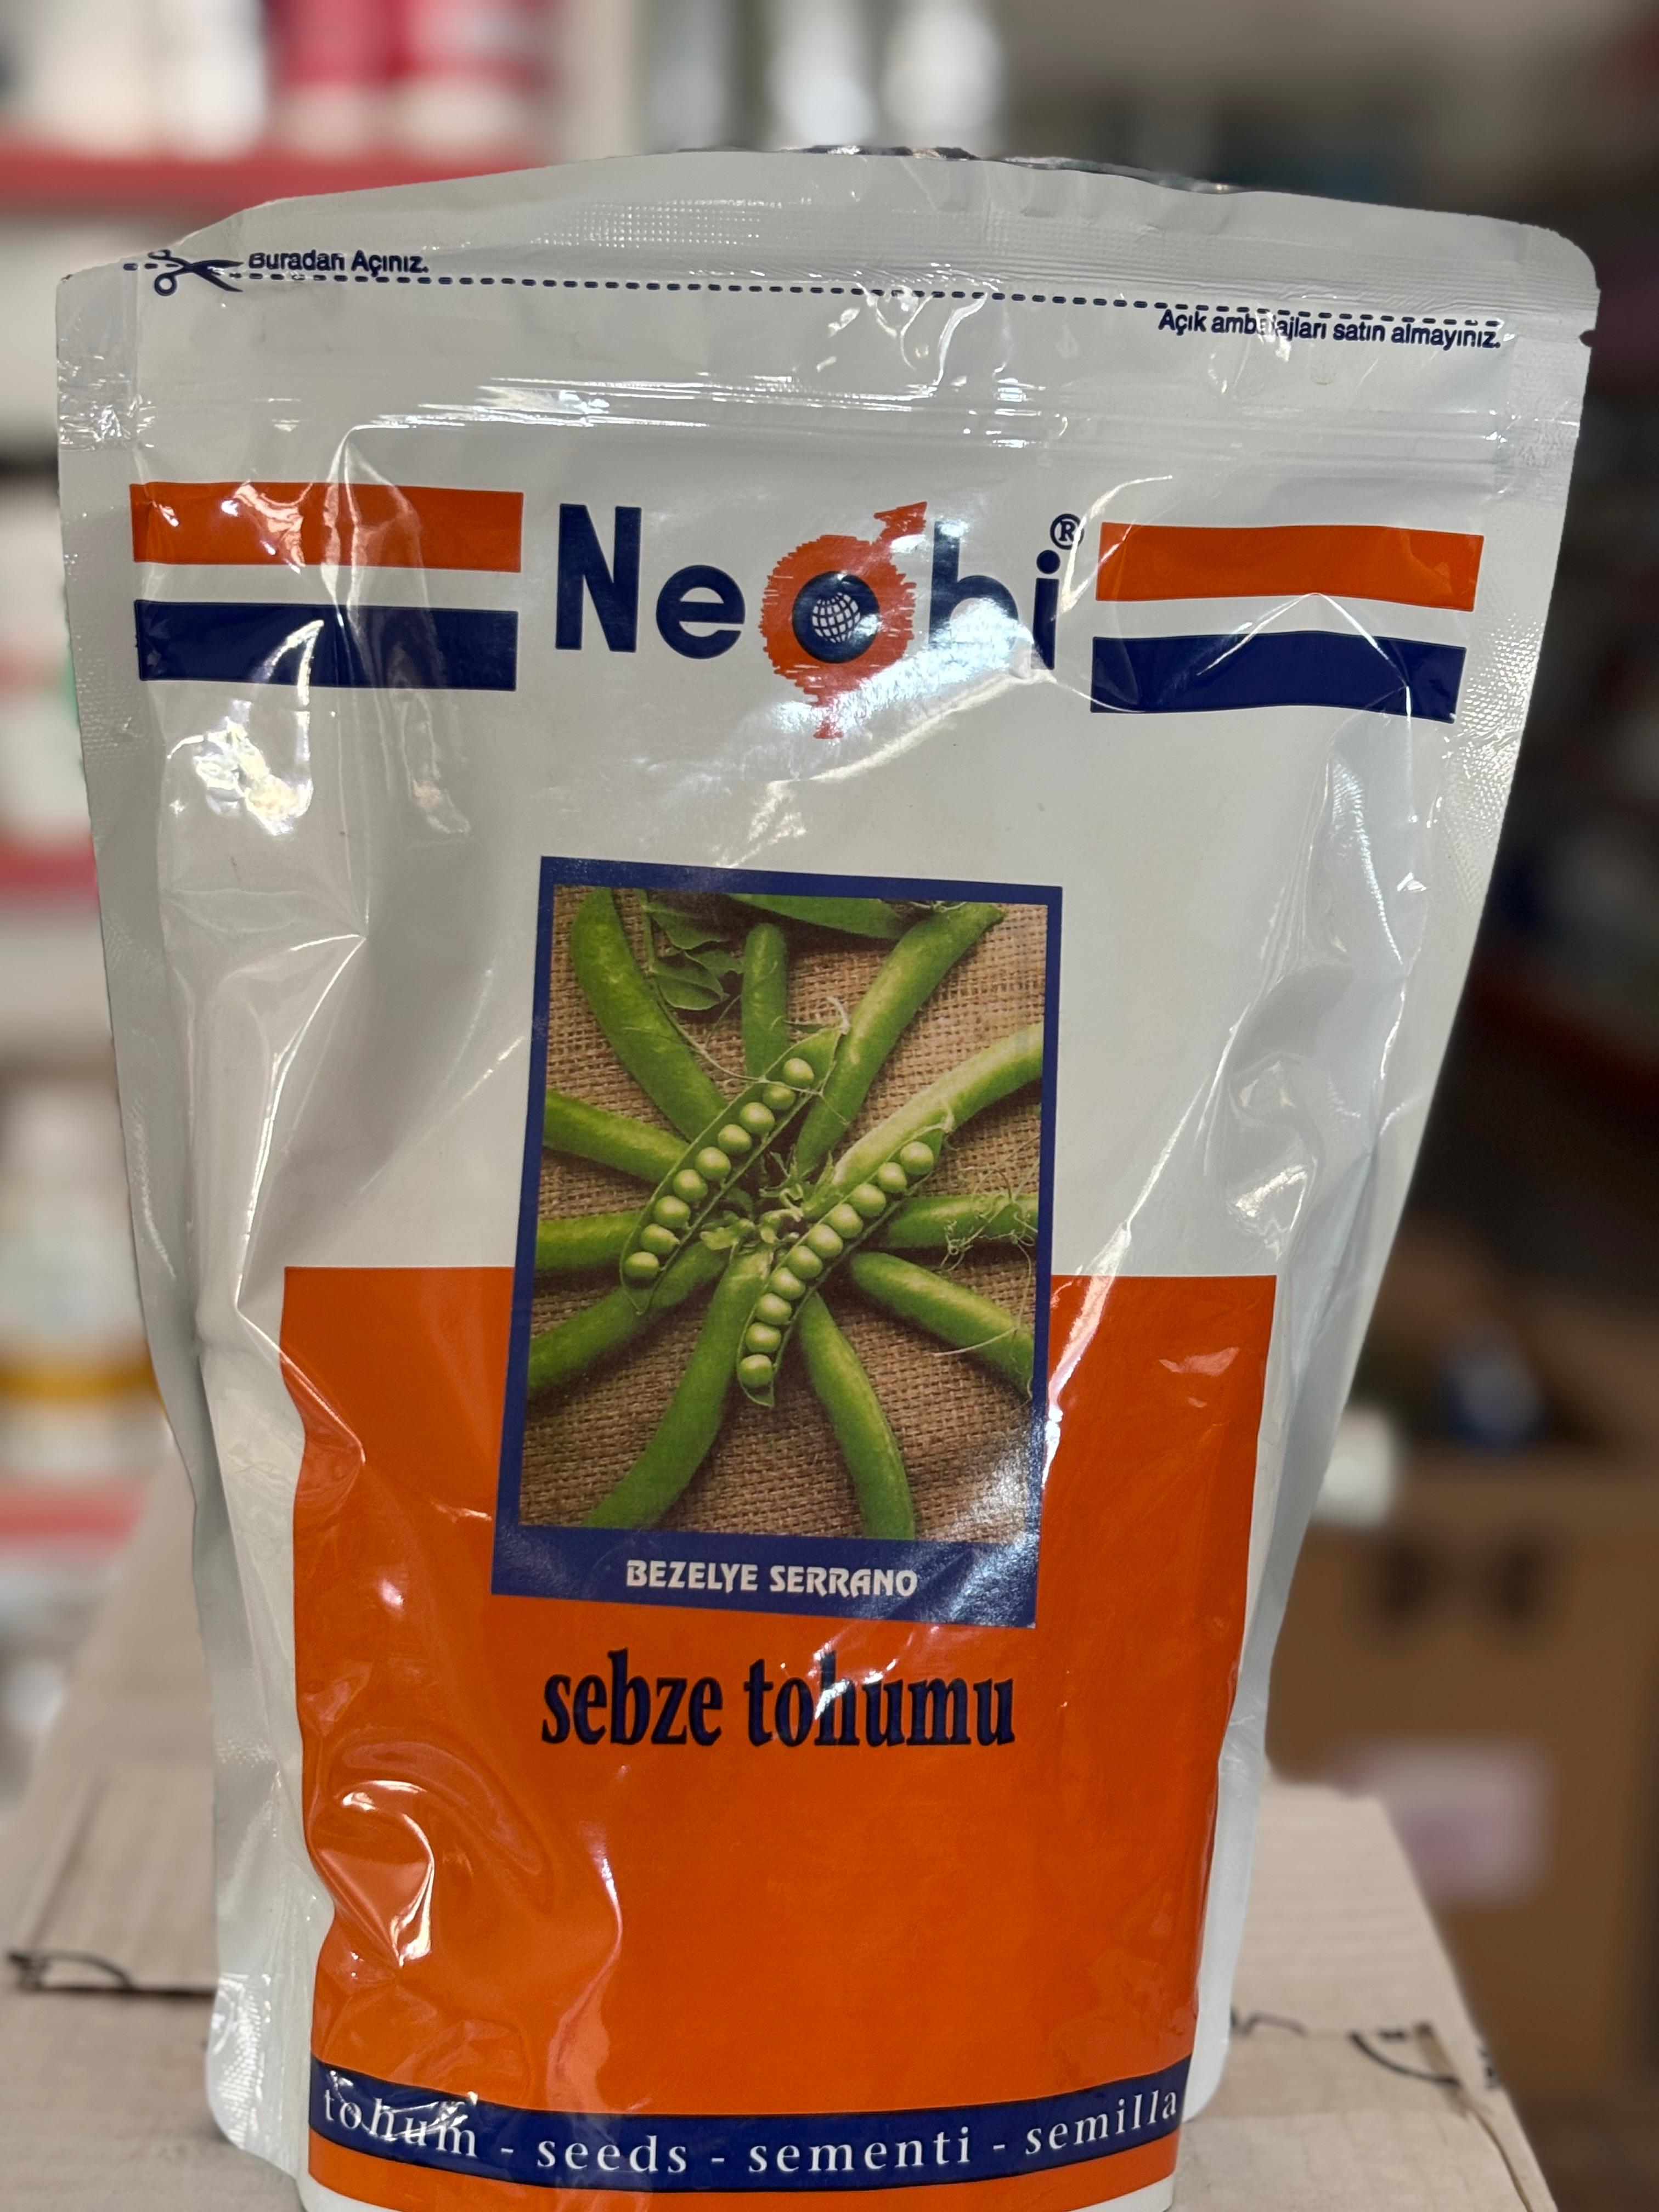 Buradan Açınız.
Açık ambalajları satın almayınız.
Neobi®
BEZELYE SERRANO
sebze tohumu
tohum - seeds - sementi - semilla